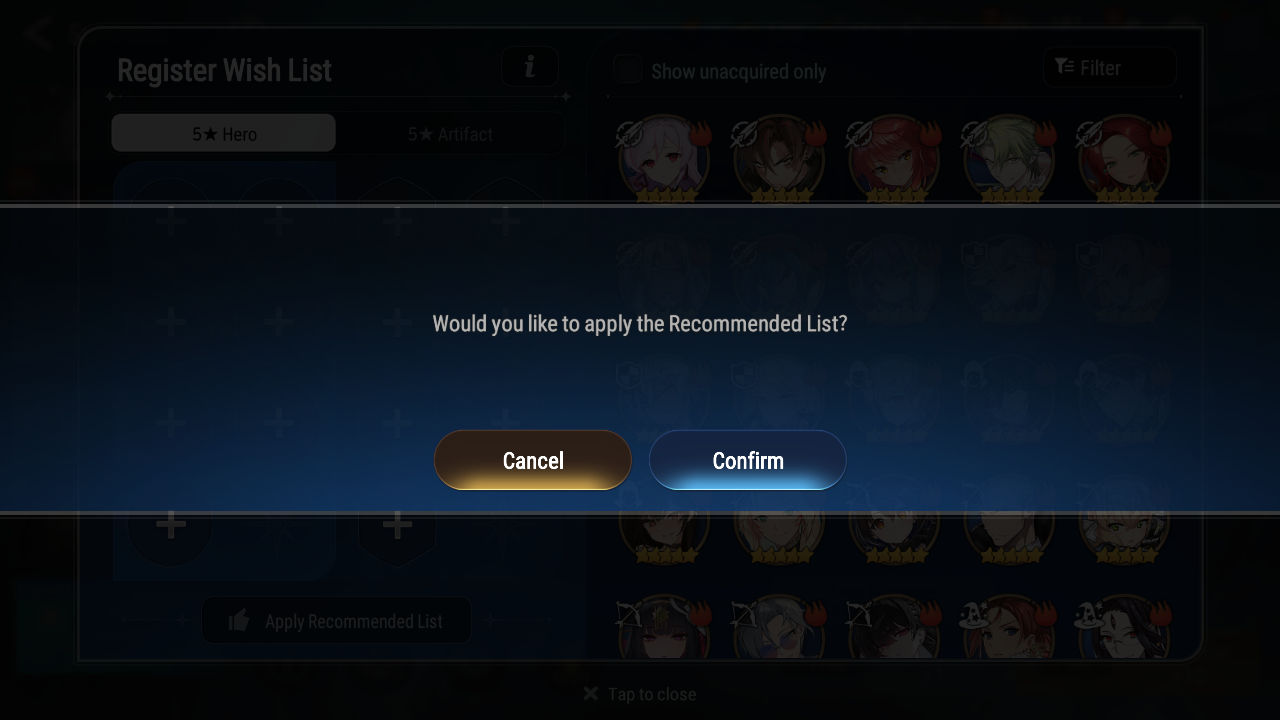 Register Wish List
i
Show unacquired only
Filter
5★ Hero
5★ Artifact
Would you like to apply the Recommended List?
Cancel
Confirm
Apply Recommended List
Tap to close